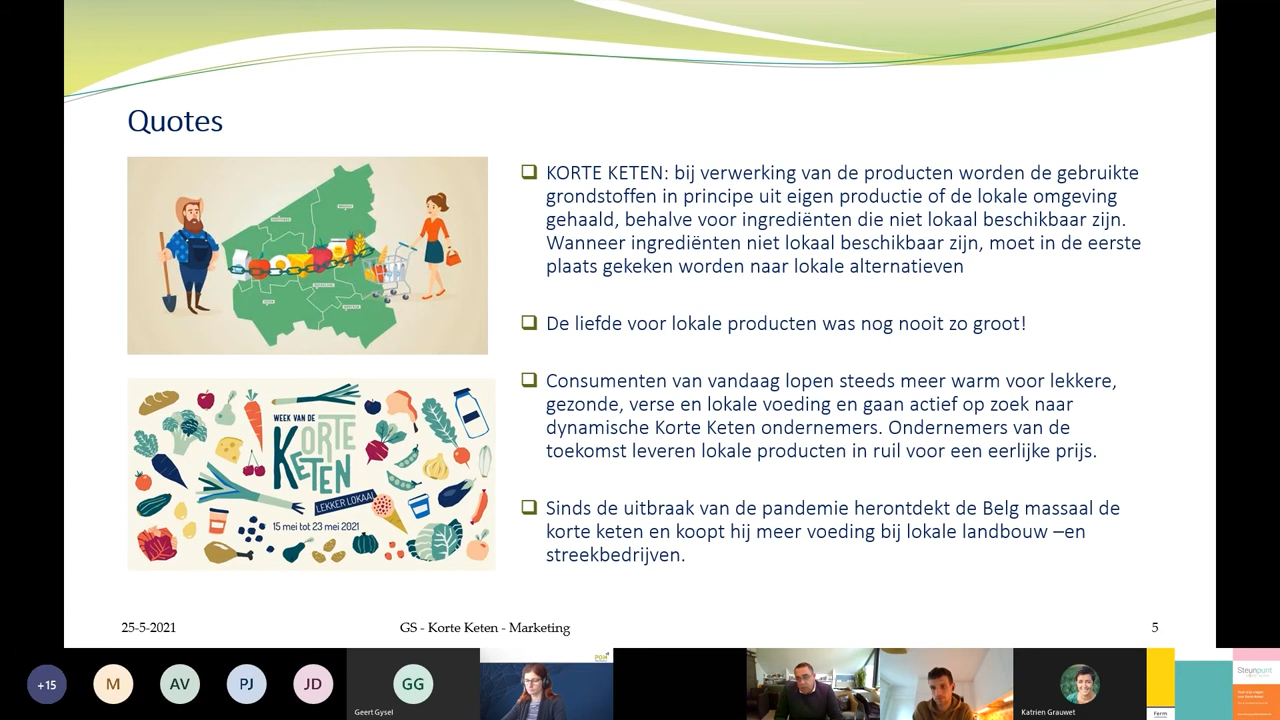 Quotes
KORTE KETEN: bij verwerking van de producten worden de gebruikte
grondstoffen in principe uit eigen productie of de lokale omgeving
gehaald, behalve voor ingrediënten die niet lokaal beschikbaar zijn.
Wanneer ingrediënten niet lokaal beschikbaar zijn, moet in de eerste
plaats gekeken worden naar lokale alternatieven
De liefde voor lokale producten was nog nooit zo groot!
Consumenten van vandaag lopen steeds meer warm voor lekkere,
gezonde, verse en lokale voeding en gaan actief op zoek naar
dynamische Korte Keten ondernemers. Ondernemers van de
toekomst leveren lokale producten in ruil voor een eerlijke prijs.
Sinds de uitbraak van de pandemie herontdekt de Belg massaal de
korte keten en koopt hij meer voeding bij lokale landbouw –en
streekbedrijven.
WEEK VAN DE
KORTE
KETEN
LEKKER LOKAAL
15 mei tot 23 mei 2021
25-5-2021
GS - Korte Keten - Marketing
5
+15
M
AV
PJ
JD
GG
Geert Gysel
POM
Katrien Grauwet
Ferm
Steunpunt